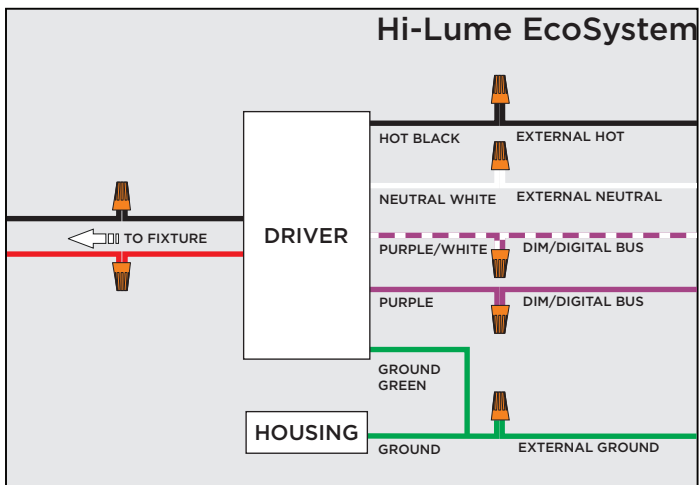 Hi-Lume EcoSystem
HOT BLACK
EXTERNAL HOT
NEUTRAL WHITE
EXTERNAL NEUTRAL
TO FIXTURE
DRIVER
PURPLE/WHITE
DIM/DIGITAL BUS
PURPLE
DIM/DIGITAL BUS
GROUND
GREEN
HOUSING
GROUND
EXTERNAL GROUND